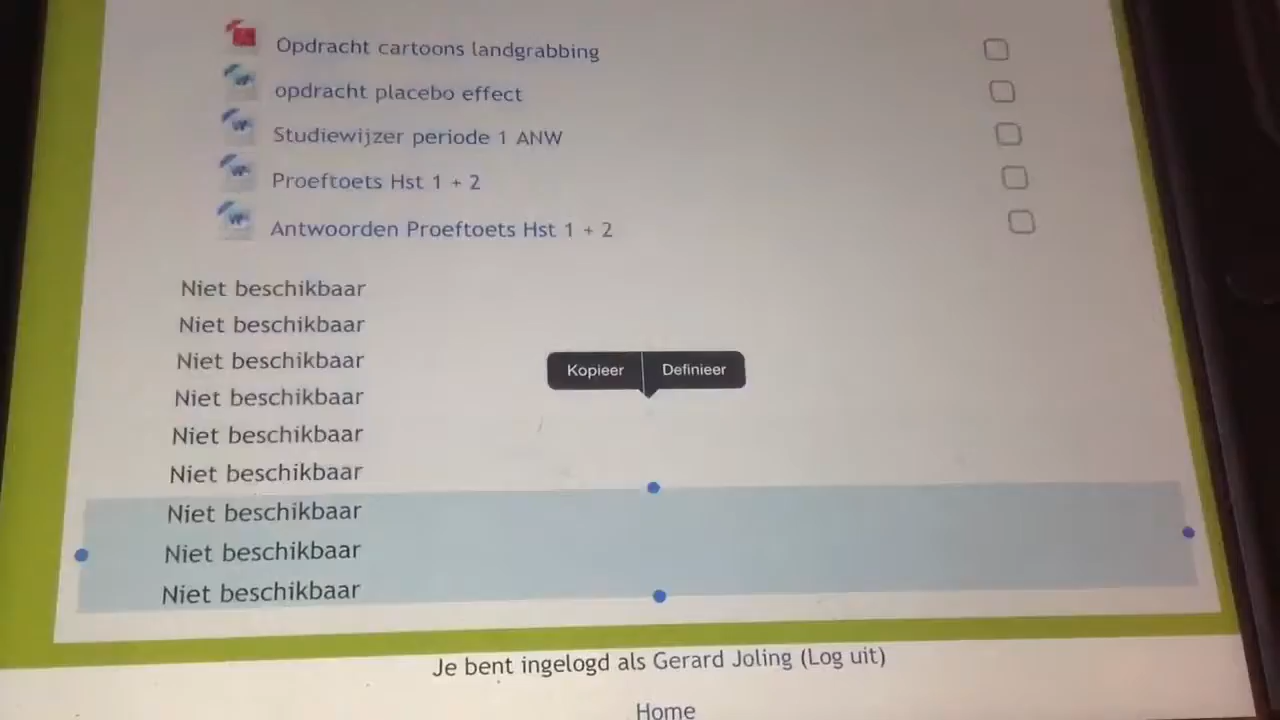 Opdracht cartoons landgrabbing
opdracht placebo effect
Studiewijzer periode 1 ANW
Proeftoets Hst 1 + 2
Antwoorden Proeftoets Hst 1 + 2
Niet beschikbaar
Niet beschikbaar
Niet beschikbaar
Kopieer Definieer
Niet beschikbaar
Niet beschikbaar
Niet beschikbaar
Niet beschikbaar
Niet beschikbaar
Niet beschikbaar
Je bent ingelogd als Gerard Joling (Log uit)
Home